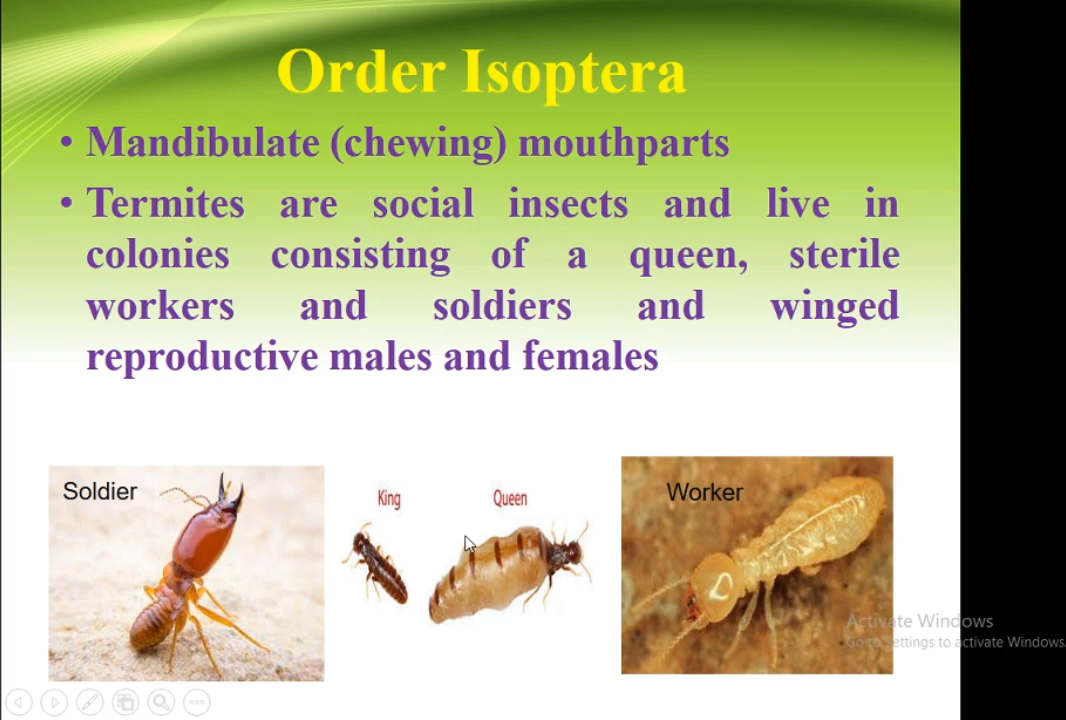 Order Isoptera
• Mandibulate (chewing) mouthparts
• Termites are social insects and live in
colonies consisting of a queen, sterile
workers and soldiers and winged
reproductive males and females
Soldier
King
Queen
Worker
Activate Windows
Go to Settings to activate Windows.